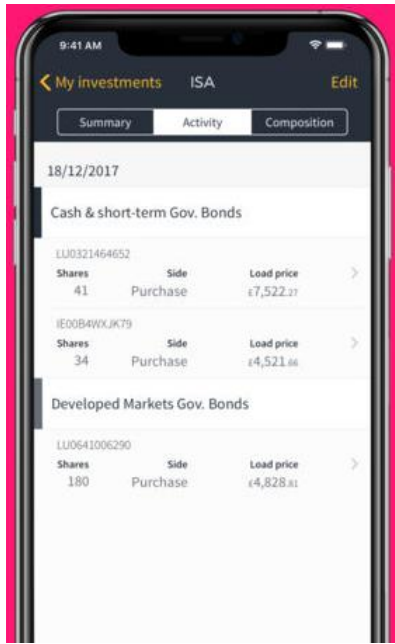 9:41 AM
My investments ISA Edit
Summary Activity Composition
18/12/2017
Cash & short-term Gov. Bonds
LU0321464652
Shares Side Load price
41 Purchase £7,522.27
IE00B4WXJK79
Shares Side Load price
34 Purchase £4,521.66
Developed Markets Gov. Bonds
LU0641006290
Shares Side Load price
180 Purchase £4,828.81